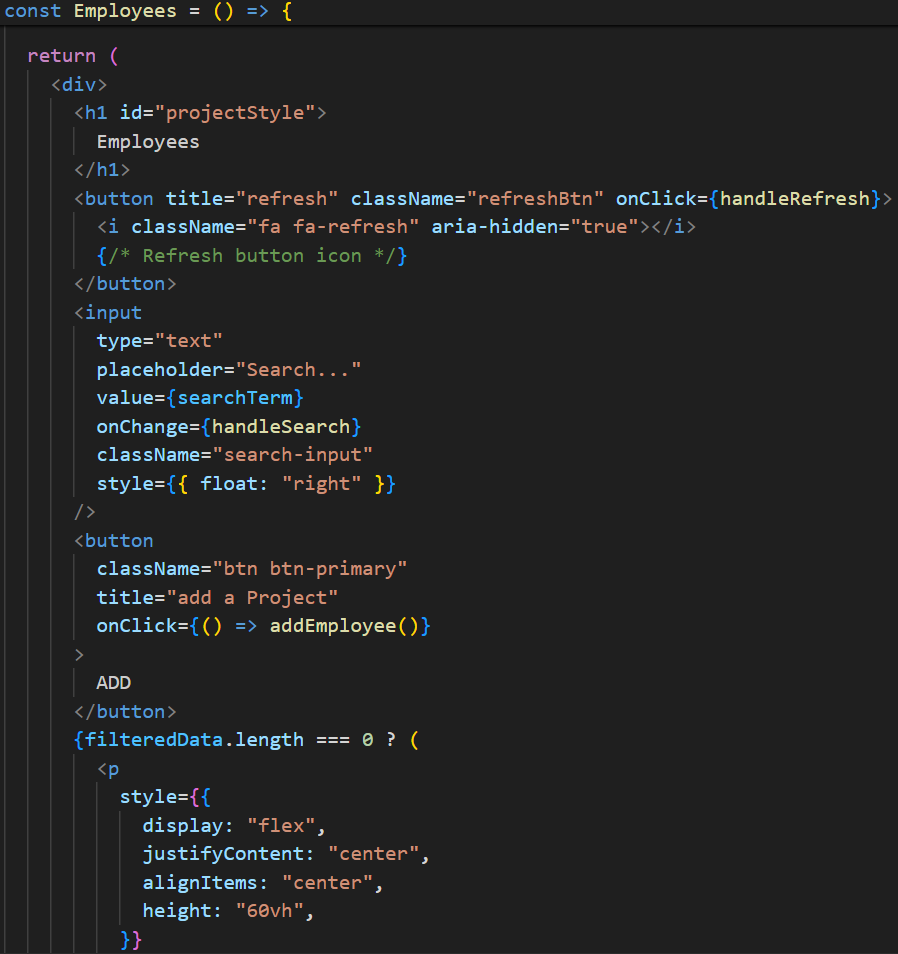 const Employees = () => {
return (
<div>
<h1 id="projectStyle">
Employees
</h1>
<button title="refresh" className="refreshBtn" onClick={handleRefresh}>
<i className="fa fa-refresh" aria-hidden="true"></i>
{/* Refresh button icon */}
</button>
<input
type="text"
placeholder="Search..."
value={searchTerm}
onChange={handleSearch}
className="search-input"
style={{ float: "right" }}
/>
<button
className="btn btn-primary"
title="add a Project"
onClick={() => addEmployee()}
>
ADD
</button>
{filteredData.length === 0 ? (
<p
style={{
display: "flex",
justifyContent: "center",
alignItems: "center",
height: "60vh",
}}